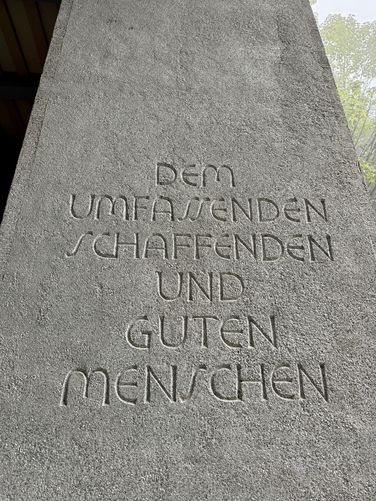 DEM
UMFASSENDEN
SCHAFFENDEN
UND
GUTEN
MENSCHEN